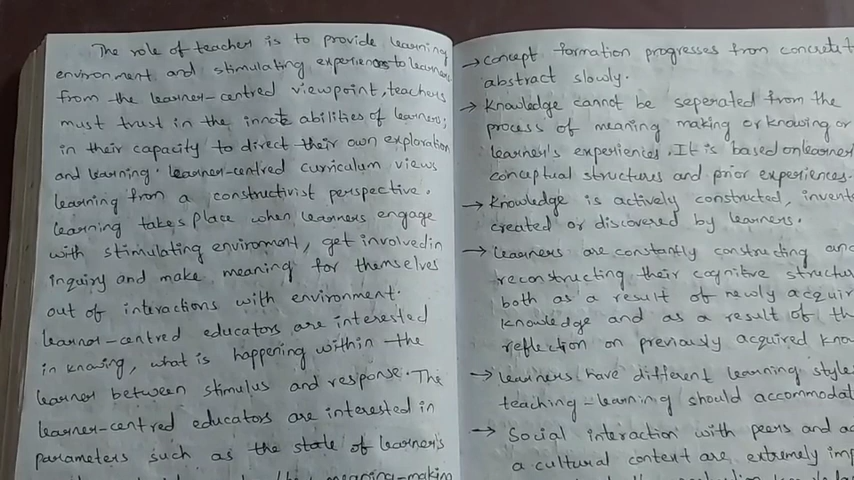 The role of teacher is to provide learning
environment and stimulating experiences to learners
from the learner-centred viewpoint, teachers
must trust in the innate abilities of learners;
in their capacity to direct their own exploration
and learning. learner-centred curriculum views
learning from a constructivist perspective.
learning takes place when learners engage
with stimulating enviroment, get involved in
inquiry and make meaning for themselves
out of interactions with environment.
learner-centred educators are interested
in knowing, what is happening within the
learner between stimulus and response. The
learner-centred educators are interested in
parameters such as the state of learner's
meaning-makin
→ concept formation progresses from concrete t
abstract slowly.
→ Knowledge cannot be seperated from the
process of meaning making or knowing or
learner's experiences. It is based on learner
conceptual structures and prior experiences.
→ Knowledge is actively constructed, invente
created or discovered by learners.
→ Learners are constantly constructing and
reconstructing their cognitive structu
both as a result of newly acquir
Knowledge and as a result of th
reflection on previously acquired know
→ Learners have different learning style
teaching-learning should accommodat
→ Social interaction with peers and a
a cultural context are extremely imp